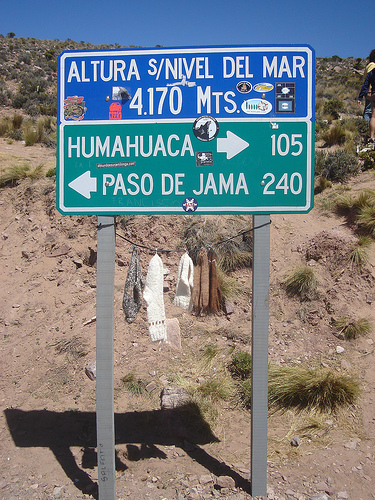 ALTURA S/NIVEL DEL MAR
4.170 MTS.
HUMAHUACA 105
PASO DE JAMA 240